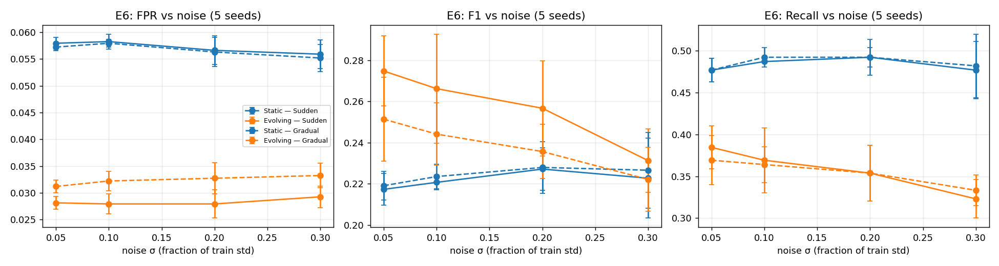 E6: FPR vs noise (5 seeds)
0.060
0.055
0.050
0.045
0.040
0.035
0.030
0.025
0.05 0.10 0.15 0.20 0.25 0.30
noise σ (fraction of train std)
Static — Sudden
Evolving — Sudden
Static — Gradual
Evolving — Gradual
E6: F1 vs noise (5 seeds)
0.28
0.26
0.24
0.22
0.20
0.05 0.10 0.15 0.20 0.25 0.30
noise σ (fraction of train std)
E6: Recall vs noise (5 seeds)
0.50
0.45
0.40
0.35
0.30
0.05 0.10 0.15 0.20 0.25 0.30
noise σ (fraction of train std)